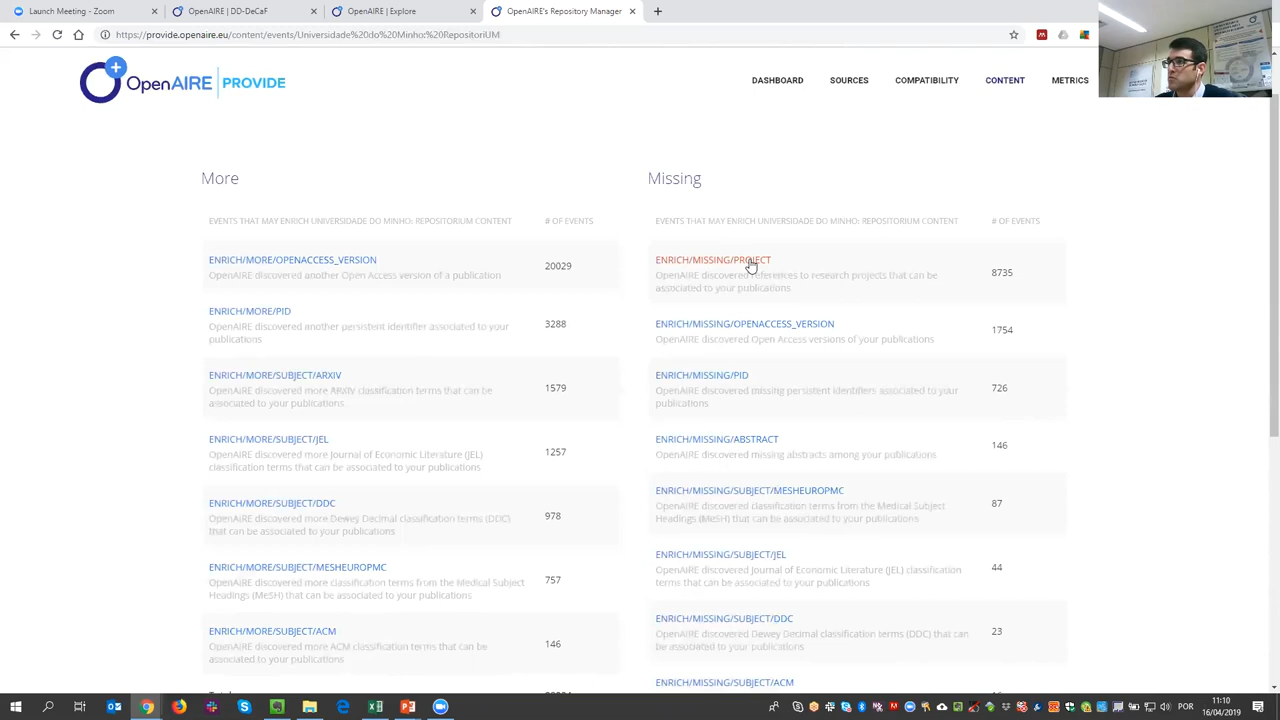 Launch Meeting - Zoom
OpenAIRE | DD-DeCaF
OpenAIRE | Explore
OpenAIRE's Repository Manager
https://provide.openaire.eu/content/events/Universidade%20do%20Minho:%20RepositoriUM
OpenAIRE PROVIDE
DASHBOARD SOURCES COMPATIBILITY CONTENT METRICS
More
EVENTS THAT MAY ENRICH UNIVERSIDADE DO MINHO: REPOSITORIUM CONTENT # OF EVENTS
ENRICH/MORE/OPENACCESS_VERSION
OpenAIRE discovered another Open Access version of a publication
20029
ENRICH/MORE/PID
OpenAIRE discovered another persistent identifier associated to your
publications
3288
ENRICH/MORE/SUBJECT/ARXIV
OpenAIRE discovered more ARXIV classification terms that can be
associated to your publications
1579
ENRICH/MORE/SUBJECT/JEL
OpenAIRE discovered more Journal of Economic Literature (JEL)
classification terms that can be associated to your publications
1257
ENRICH/MORE/SUBJECT/DDC
OpenAIRE discovered more Dewey Decimal classification terms (DDC)
that can be associated to your publications
978
ENRICH/MORE/SUBJECT/MESHEUROPMC
OpenAIRE discovered more classification terms from the Medical Subject
Headings (MeSH) that can be associated to your publications
757
ENRICH/MORE/SUBJECT/ACM
OpenAIRE discovered more ACM classification terms that can be
associated to your publications
146
Missing
EVENTS THAT MAY ENRICH UNIVERSIDADE DO MINHO: REPOSITORIUM CONTENT # OF EVENTS
ENRICH/MISSING/PROJECT
OpenAIRE discovered references to research projects that can be
associated to your publications
8735
ENRICH/MISSING/OPENACCESS_VERSION
OpenAIRE discovered Open Access versions of your publications
1754
ENRICH/MISSING/PID
OpenAIRE discovered missing persistent identifiers associated to your
publications
726
ENRICH/MISSING/ABSTRACT
OpenAIRE discovered missing abstracts among your publications
146
ENRICH/MISSING/SUBJECT/MESHEUROPMC
OpenAIRE discovered classification terms from the Medical Subject
Headings (MeSH) that can be associated to your publications
87
ENRICH/MISSING/SUBJECT/JEL
OpenAIRE discovered Journal of Economic Literature (JEL) classification
terms that can be associated to your publications
44
ENRICH/MISSING/SUBJECT/DDC
OpenAIRE discovered Dewey Decimal classification terms (DDC) that can
be associated to your publications
23
ENRICH/MISSING/SUBJECT/ACM
POR
11:10
16/04/2019